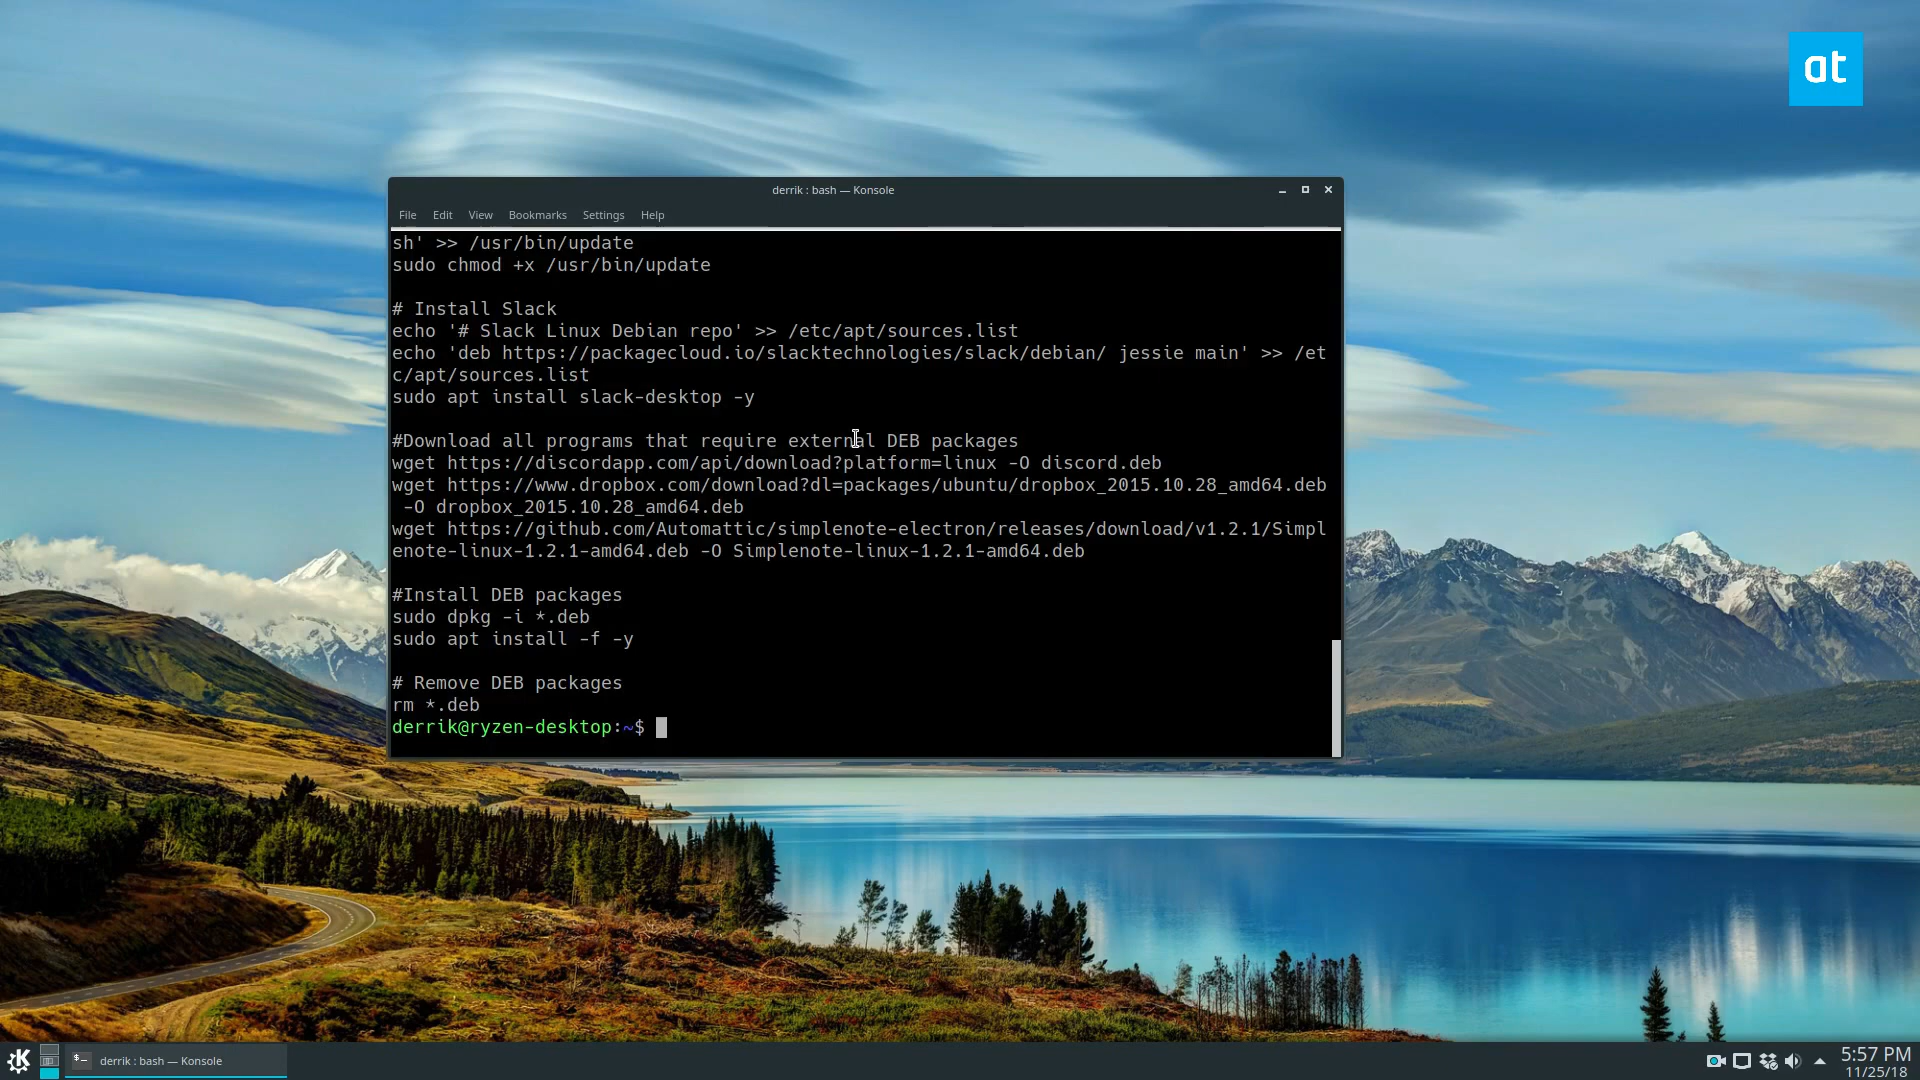 at
derrik : bash — Konsole
File Edit View Bookmarks Settings Help
sh' >> /usr/bin/update
sudo chmod +x /usr/bin/update
# Install Slack
echo '# Slack Linux Debian repo' >> /etc/apt/sources.list
echo 'deb https://packagecloud.io/slacktechnologies/slack/debian/ jessie main' >> /et
c/apt/sources.list
sudo apt install slack-desktop -y
#Download all programs that require external DEB packages
wget https://discordapp.com/api/download?platform=linux -O discord.deb
wget https://www.dropbox.com/download?dl=packages/ubuntu/dropbox_2015.10.28_amd64.deb
-O dropbox_2015.10.28_amd64.deb
wget https://github.com/Automattic/simplenote-electron/releases/download/v1.2.1/Simpl
enote-linux-1.2.1-amd64.deb -O Simplenote-linux-1.2.1-amd64.deb
#Install DEB packages
sudo dpkg -i *.deb
sudo apt install -f -y
# Remove DEB packages
rm *.deb
derrik@ryzen-desktop:~$
derrik : bash — Konsole
5:57 PM
11/25/18